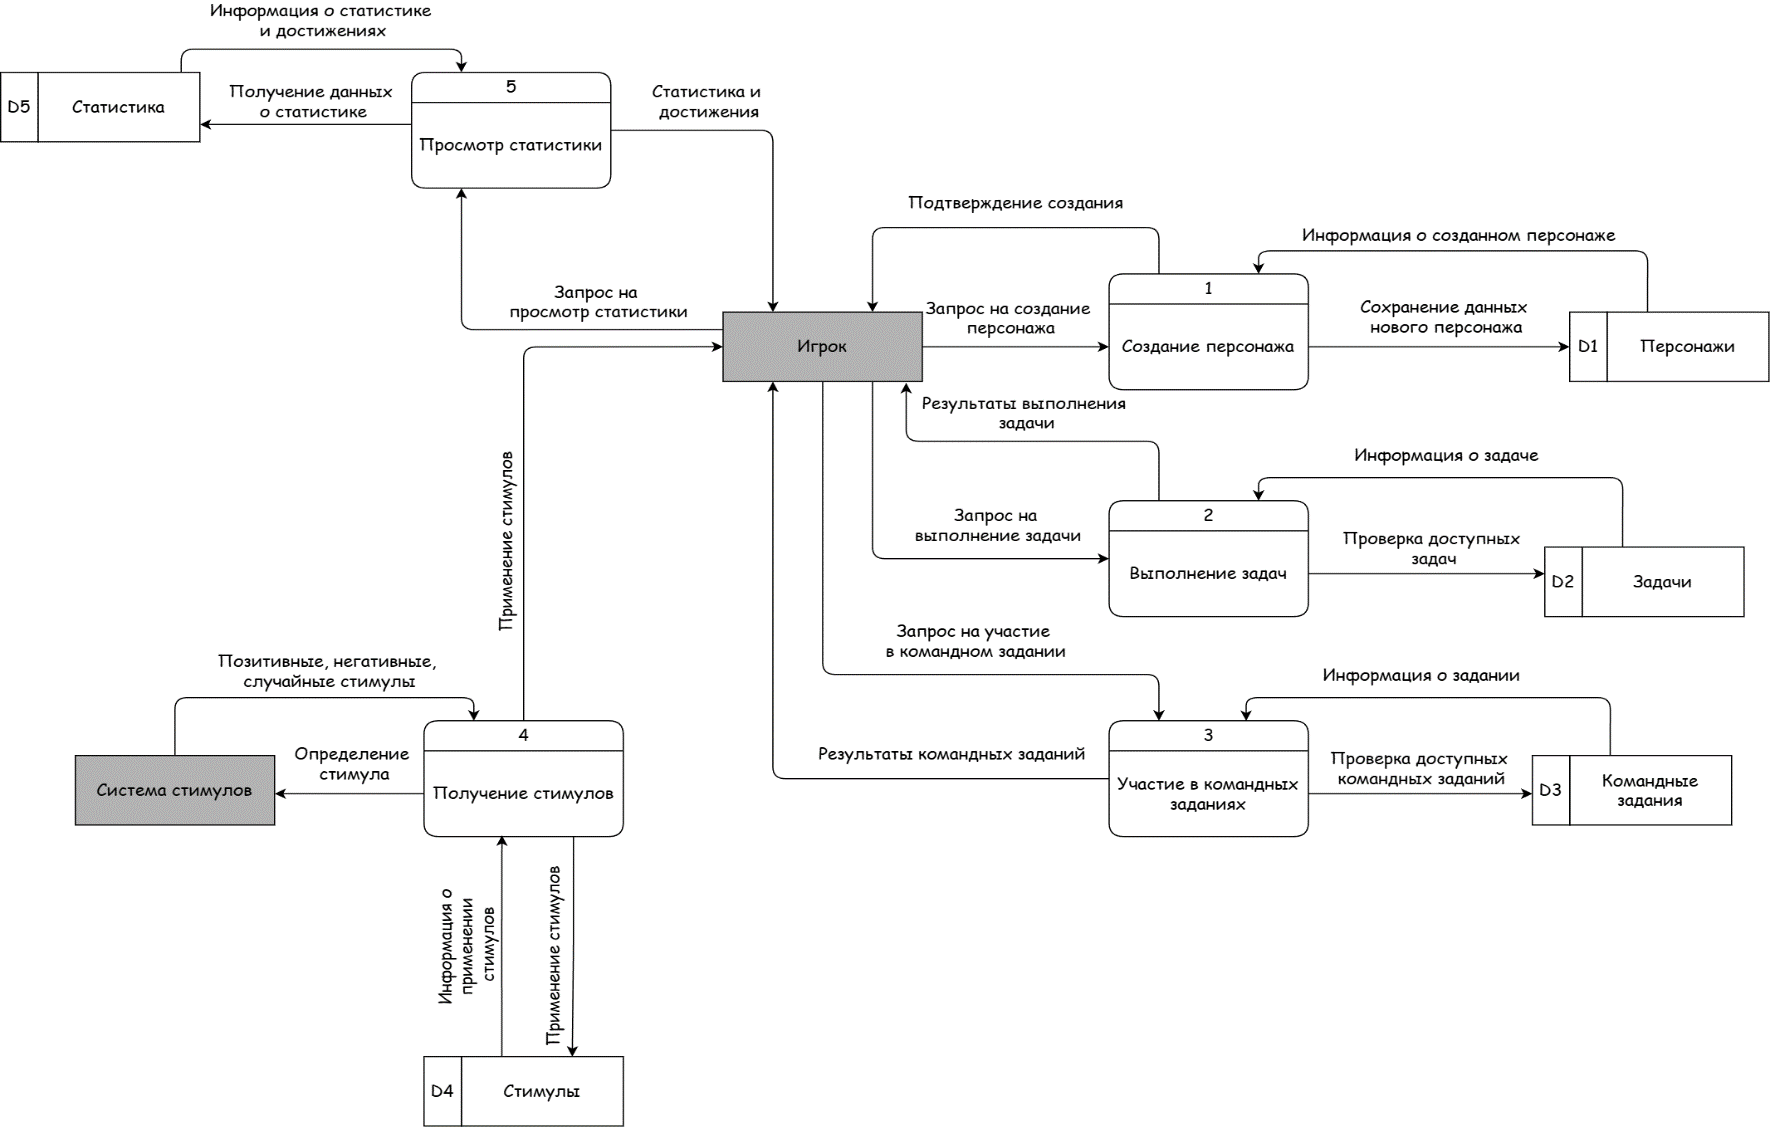 Информация о статистике
и достижениях
D5
Статистика
Получение данных
о статистике
5
Просмотр статистики
Статистика и
достижения
Подтверждение создания
Информация о созданном персонаже
Запрос на
просмотр статистики
Игрок
Запрос на создание
персонажа
1
Создание персонажа
Сохранение данных
нового персонажа
D1
Персонажи
Результаты выполнения
задачи
Информация о задаче
Применение стимулов
Запрос на
выполнение задачи
2
Выполнение задач
Проверка доступных
задач
D2
Задачи
Запрос на участие
в командном задании
Информация о задании
Позитивные, негативные,
случайные стимулы
Система стимулов
Определение
стимула
4
Получение стимулов
Результаты командных заданий
3
Участие в командных
заданиях
Проверка доступных
командных заданий
D3
Командные
задания
Информация о
применении
стимулов
Применение стимулов
D4
Стимулы